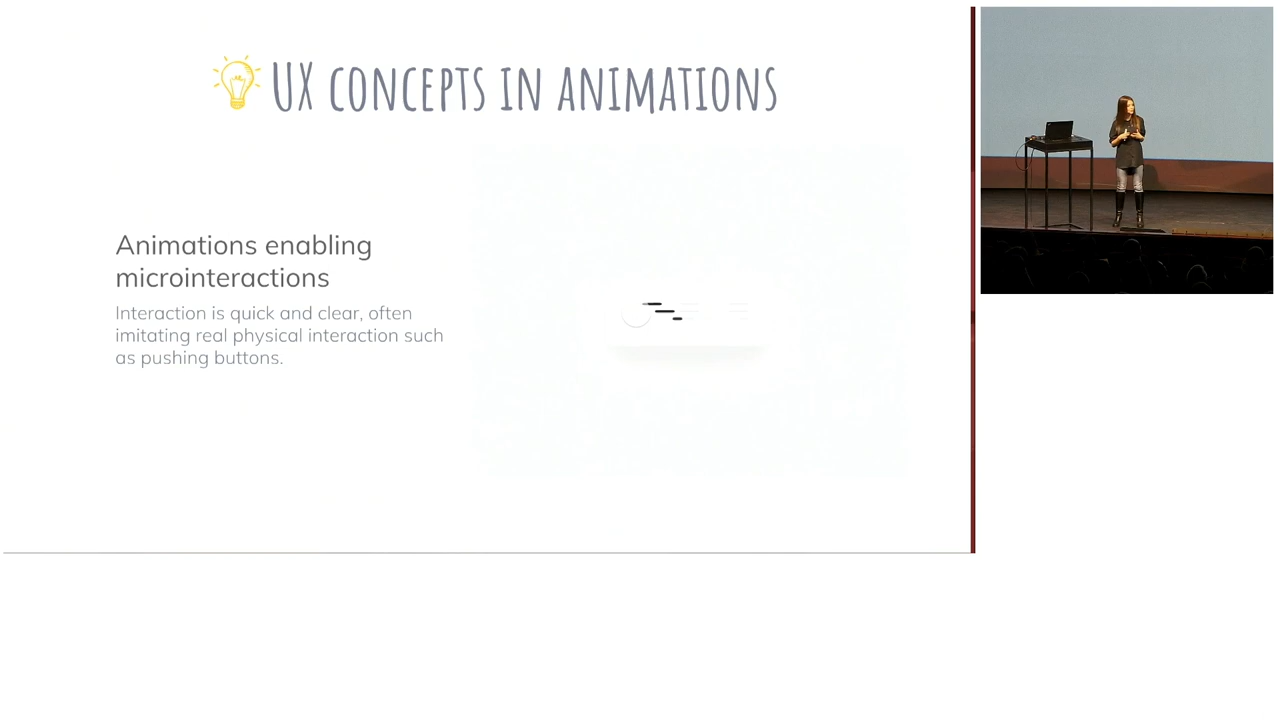 UX CONCEPTS IN ANIMATIONS
Animations enabling
microinteractions
Interaction is quick and clear, often
imitating real physical interaction such
as pushing buttons.